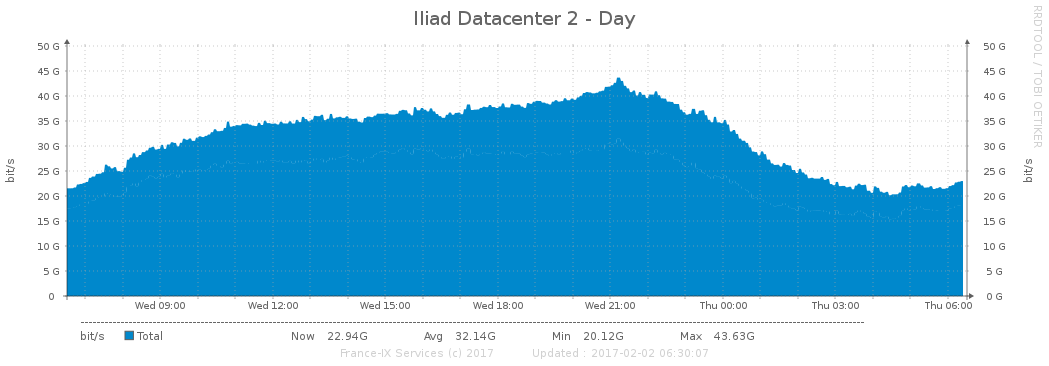 Iliad Datacenter 2 - Day
RRDTOOL / TOBI OETIKER
50 G 50 G
45 G 45 G
40 G 40 G
35 G 35 G
30 G 30 G
25 G 25 G
20 G 20 G
15 G 15 G
10 G 10 G
5 G 5 G
0 0 G
bit/s
bit/s
Wed 09:00 Wed 12:00 Wed 15:00 Wed 18:00 Wed 21:00 Thu 00:00 Thu 03:00 Thu 06:00
bit/s Total Now 22.94G Avg 32.14G Min 20.12G Max 43.63G
France-IX Services (c) 2017 Updated : 2017-02-02 06:30:07